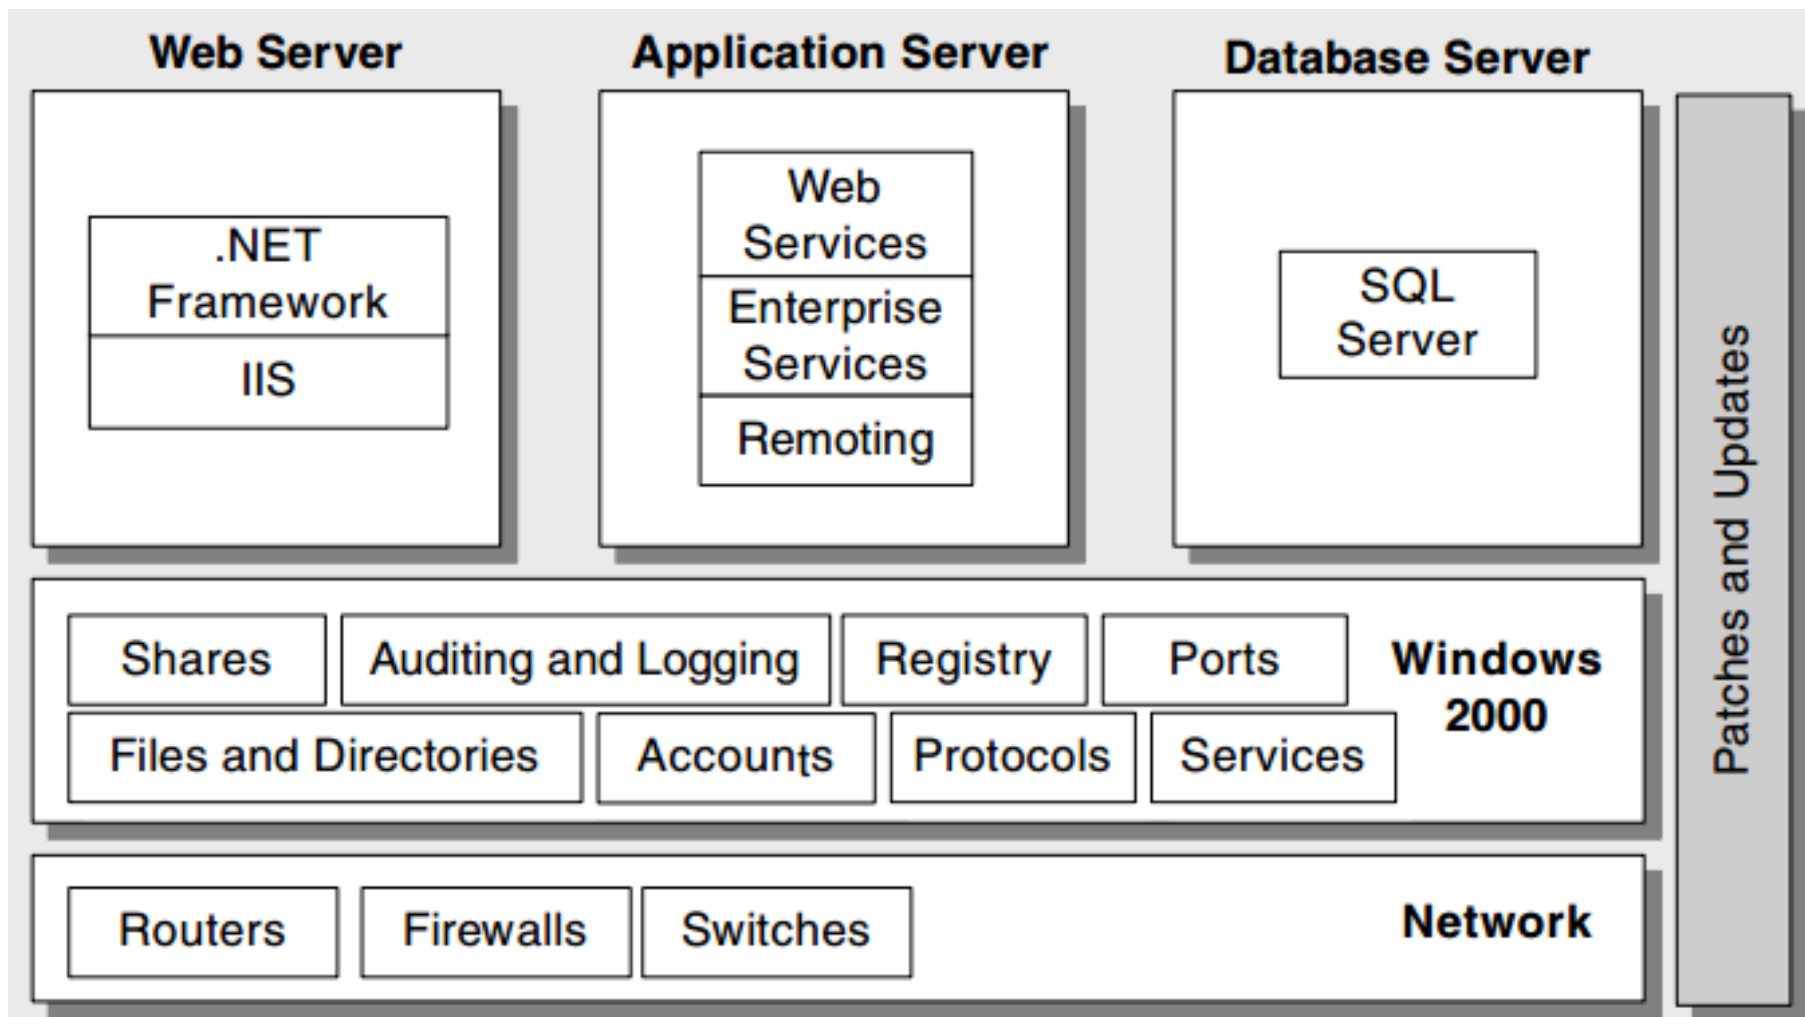 Web Server
Application Server
Database Server
.NET
Framework
IIS
Web
Services
Enterprise
Services
Remoting
SQL
Server
Shares
Auditing and Logging
Registry
Ports
Windows
2000
Files and Directories
Accounts
Protocols
Services
Routers
Firewalls
Switches
Network
Patches and Updates